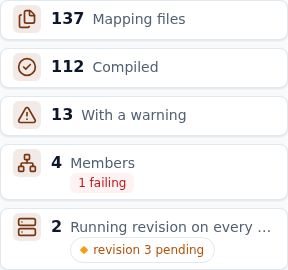 137 Mapping files
112 Compiled
13 With a warning
4 Members
1 failing
2 Running revision on every ...
revision 3 pending